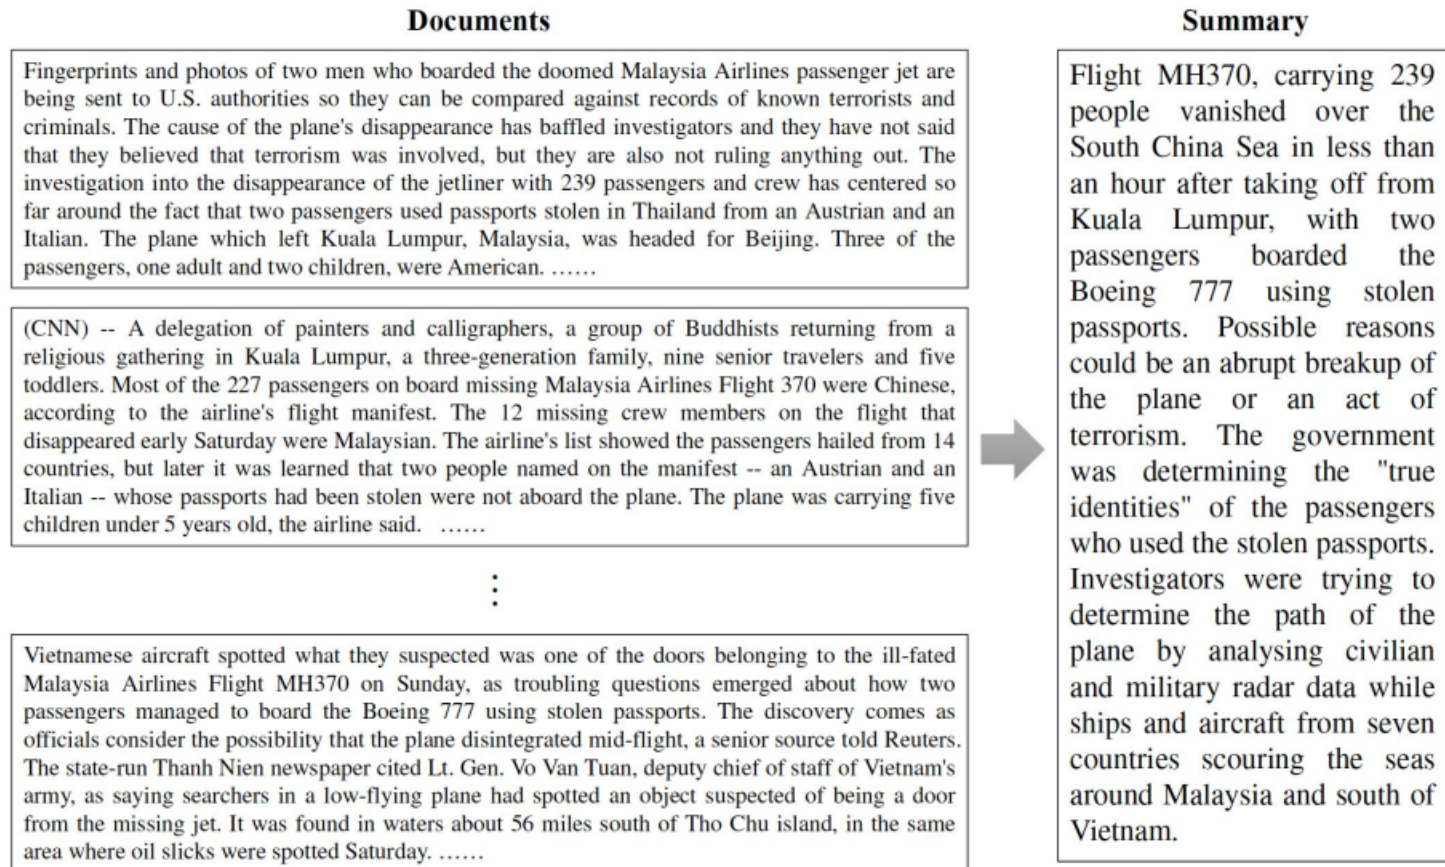 Documents
Fingerprints and photos of two men who boarded the doomed Malaysia Airlines passenger jet are
being sent to U.S. authorities so they can be compared against records of known terrorists and
criminals. The cause of the plane's disappearance has baffled investigators and they have not said
that they believed that terrorism was involved, but they are also not ruling anything out. The
investigation into the disappearance of the jetliner with 239 passengers and crew has centered so
far around the fact that two passengers used passports stolen in Thailand from an Austrian and an
Italian. The plane which left Kuala Lumpur, Malaysia, was headed for Beijing. Three of the
passengers, one adult and two children, were American. ……
(CNN) -- A delegation of painters and calligraphers, a group of Buddhists returning from a
religious gathering in Kuala Lumpur, a three-generation family, nine senior travelers and five
toddlers. Most of the 227 passengers on board missing Malaysia Airlines Flight 370 were Chinese,
according to the airline's flight manifest. The 12 missing crew members on the flight that
disappeared early Saturday were Malaysian. The airline's list showed the passengers hailed from 14
countries, but later it was learned that two people named on the manifest -- an Austrian and an
Italian -- whose passports had been stolen were not aboard the plane. The plane was carrying five
children under 5 years old, the airline said. ……
⋮
Vietnamese aircraft spotted what they suspected was one of the doors belonging to the ill-fated
Malaysia Airlines Flight MH370 on Sunday, as troubling questions emerged about how two
passengers managed to board the Boeing 777 using stolen passports. The discovery comes as
officials consider the possibility that the plane disintegrated mid-flight, a senior source told Reuters.
The state-run Thanh Nien newspaper cited Lt. Gen. Vo Van Tuan, deputy chief of staff of Vietnam's
army, as saying searchers in a low-flying plane had spotted an object suspected of being a door
from the missing jet. It was found in waters about 56 miles south of Tho Chu island, in the same
area where oil slicks were spotted Saturday. ……
Summary
Flight MH370, carrying 239
people vanished over the
South China Sea in less than
an hour after taking off from
Kuala Lumpur, with two
passengers boarded the
Boeing 777 using stolen
passports. Possible reasons
could be an abrupt breakup of
the plane or an act of
terrorism. The government
was determining the "true
identities" of the passengers
who used the stolen passports.
Investigators were trying to
determine the path of the
plane by analysing civilian
and military radar data while
ships and aircraft from seven
countries scouring the seas
around Malaysia and south of
Vietnam.